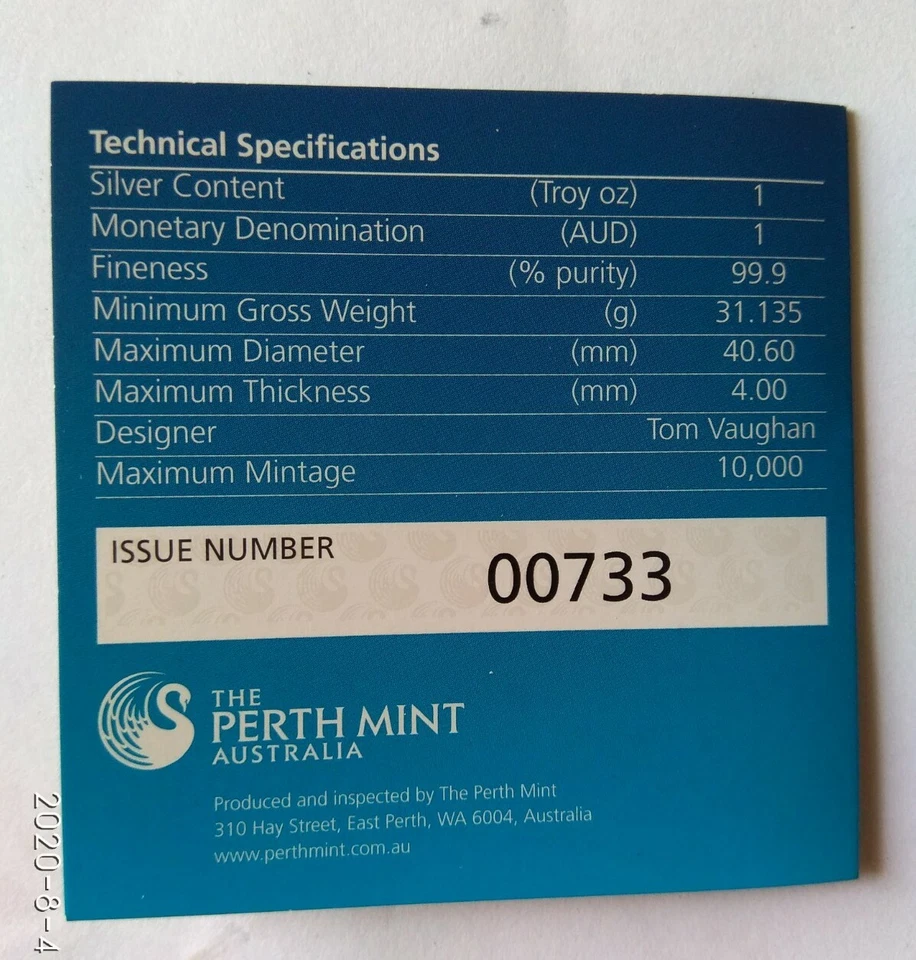 Technical Specifications
Silver Content (Troy oz) 1
Monetary Denomination (AUD) 1
Fineness (% purity) 99.9
Minimum Gross Weight (g) 31.135
Maximum Diameter (mm) 40.60
Maximum Thickness (mm) 4.00
Designer Tom Vaughan
Maximum Mintage 10,000
ISSUE NUMBER 00733
THE
PERTH MINT
AUSTRALIA
Produced and inspected by The Perth Mint
310 Hay Street, East Perth, WA 6004, Australia
www.perthmint.com.au
2020-8-4